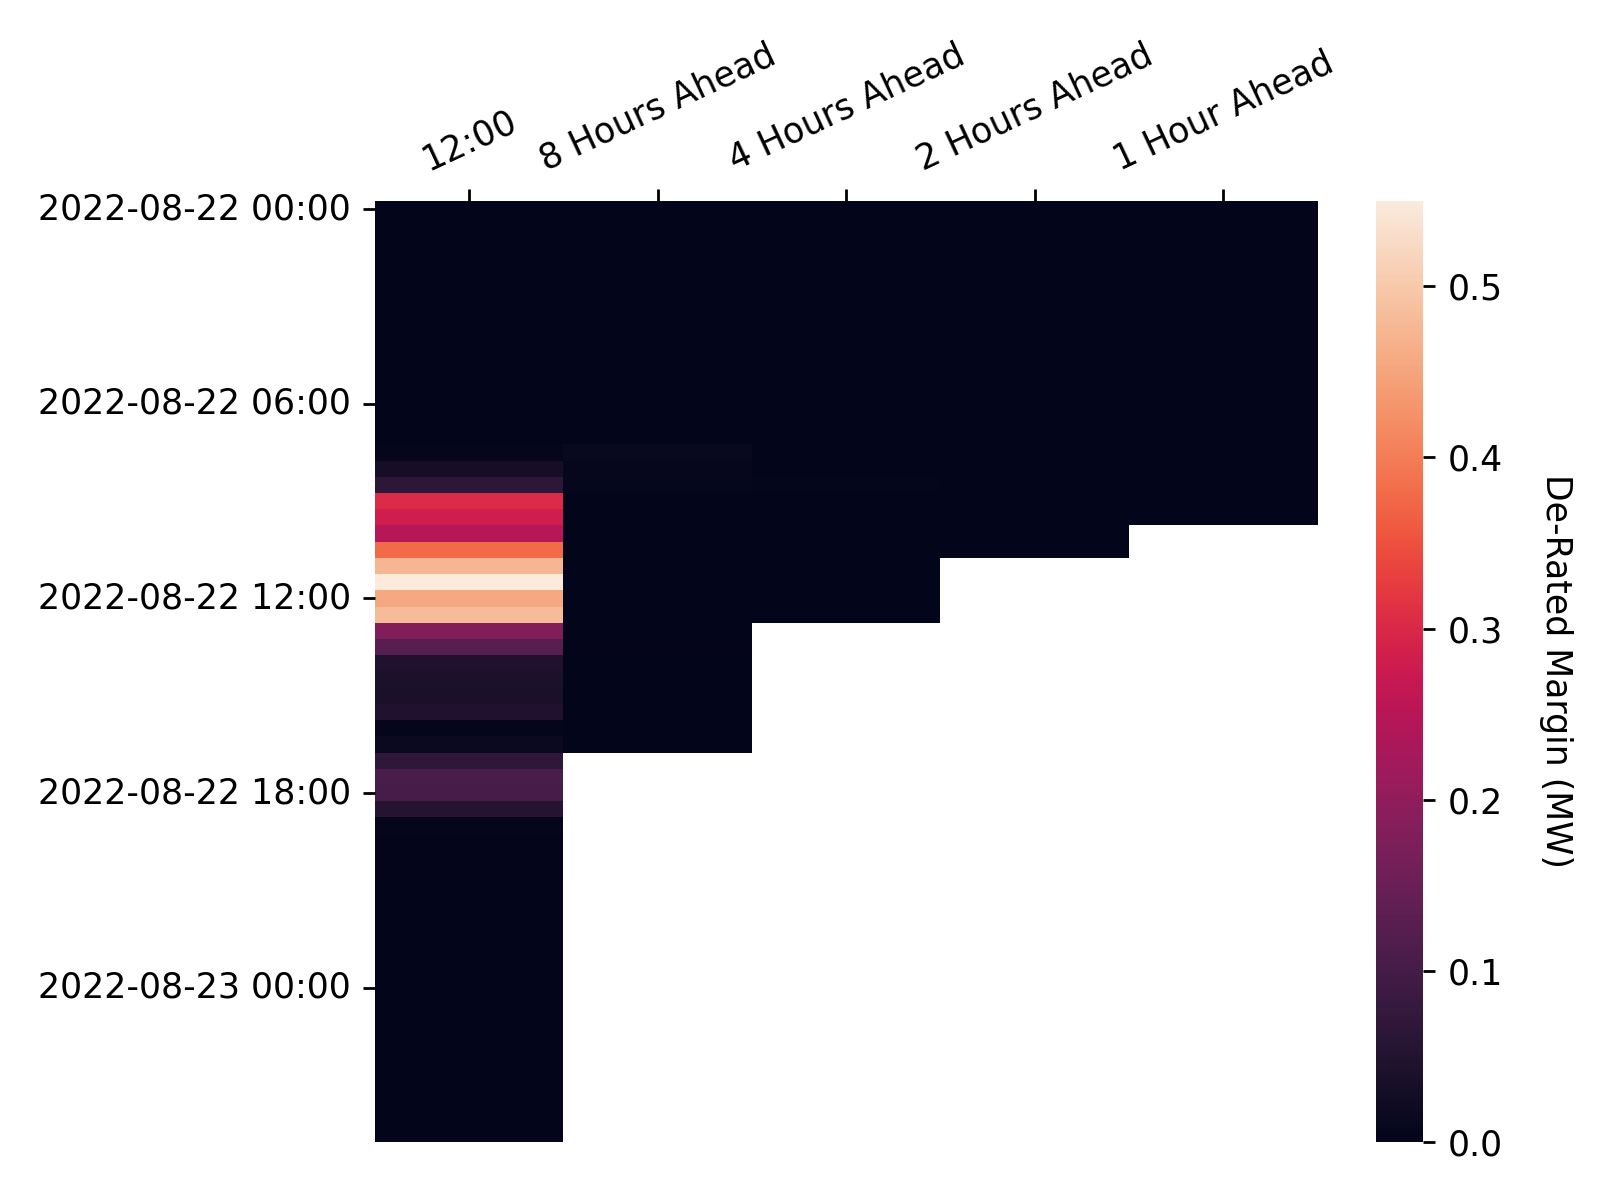 12:00
8 Hours Ahead
4 Hours Ahead
2 Hours Ahead
1 Hour Ahead
2022-08-22 00:00
2022-08-22 06:00
2022-08-22 12:00
2022-08-22 18:00
2022-08-23 00:00
0.5
0.4
0.3
0.2
0.1
0.0
De-Rated Margin (MW)